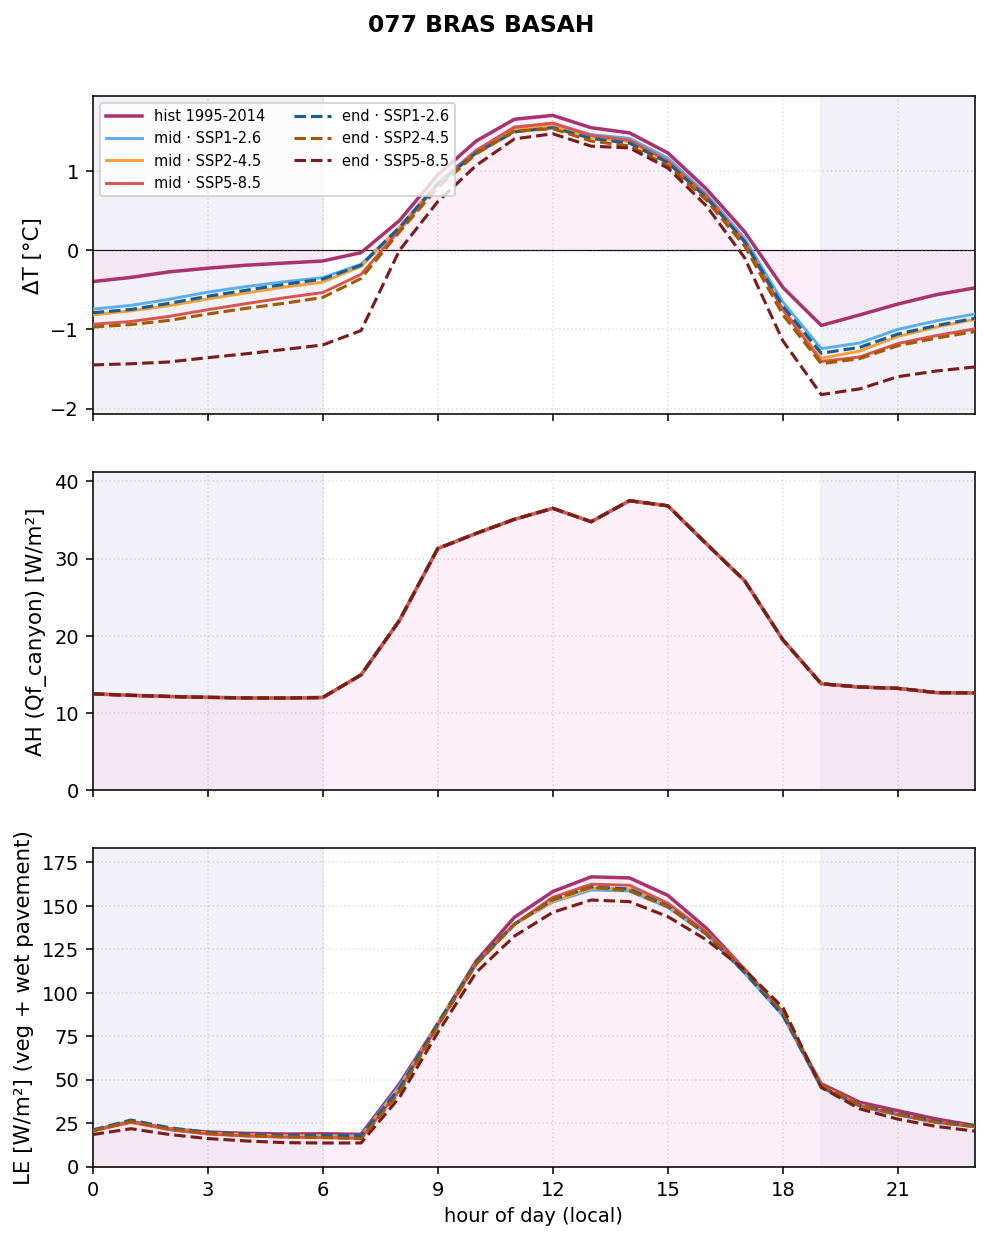 077 BRAS BASAH
hist 1995-2014
mid · SSP1-2.6
mid · SSP2-4.5
mid · SSP5-8.5
end · SSP1-2.6
end · SSP2-4.5
end · SSP5-8.5
ΔT [°C]
1
0
−1
−2
AH (Qf_canyon) [W/m²]
40
30
20
10
0
LE [W/m²] (veg + wet pavement)
175
150
125
100
75
50
25
0
0 3 6 9 12 15 18 21
hour of day (local)